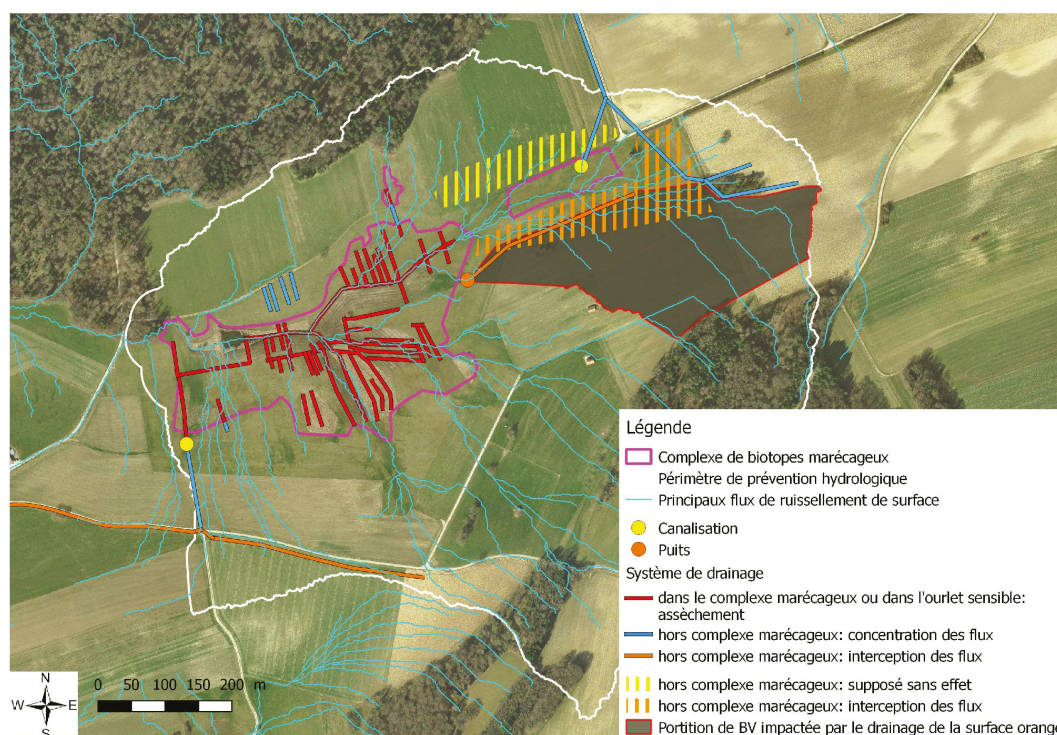 Légende
Complexe de biotopes marécageux
Périmètre de prévention hydrologique
Principaux flux de ruissellement de surface
Canalisation
Puits
Système de drainage
dans le complexe marécageux ou dans l'ourlet sensible:
assèchement
hors complexe marécageux: concentration des flux
hors complexe marécageux: interception des flux
hors complexe marécageux: supposé sans effet
hors complexe marécageux: interception des flux
Portition de BV impactée par le drainage de la surface orange
N
W E
S
0 50 100 150 200 m